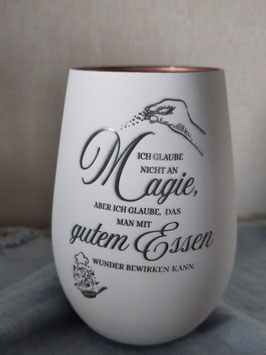 ICH GLAUBE
NICHT AN
Magie,
ABER ICH GLAUBE, DAS
MAN MIT
gutem Essen
WUNDER BEWIRKEN KANN